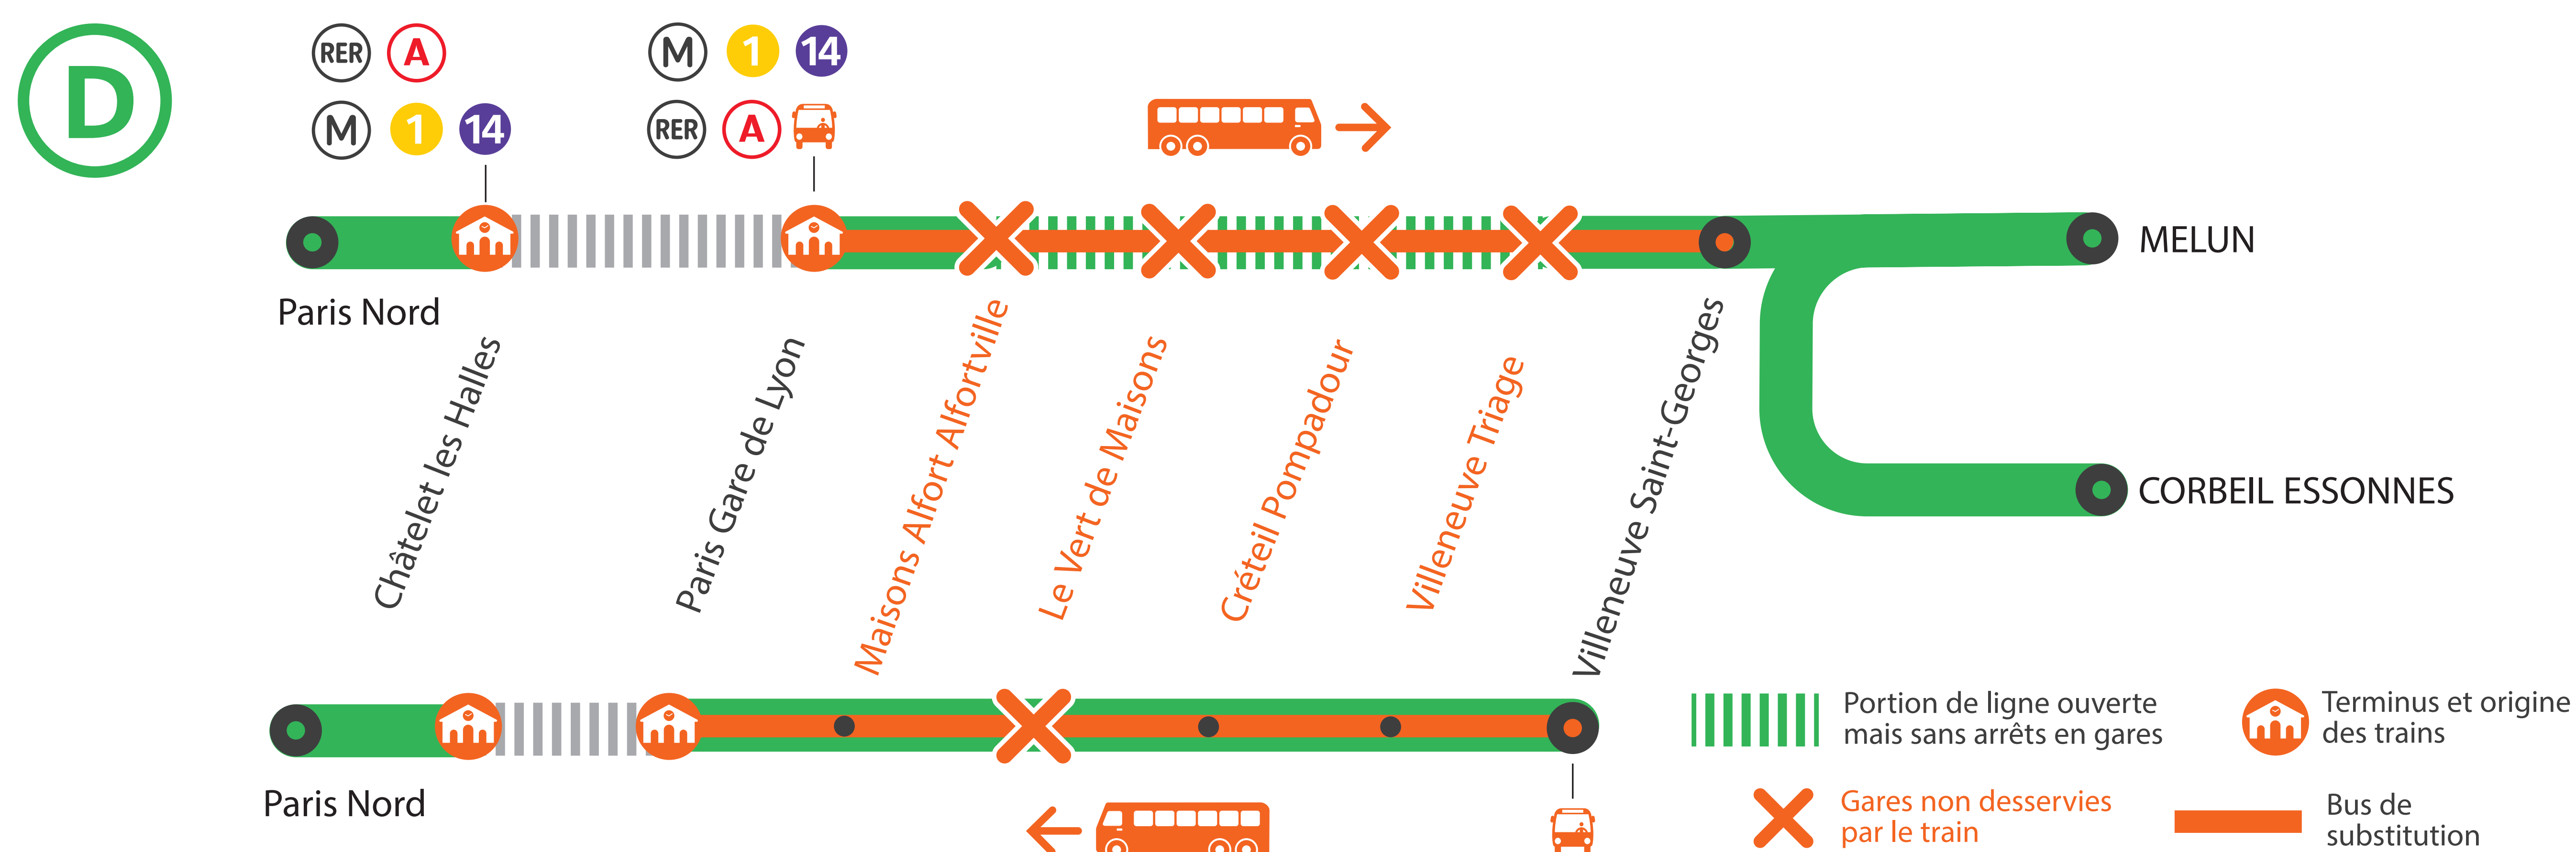 D
RER A
M 1 14
M 1 14
RER A
MELUN
Paris Nord
CORBEIL ESSONNES
Châtelet les Halles
Paris Gare de Lyon
Maisons Alfort Alfortville
Le Vert de Maisons
Créteil Pompadour
Villeneuve Triage
Villeneuve Saint-Georges
Paris Nord
Portion de ligne ouverte
mais sans arrêts en gares
Terminus et origine
des trains
Gares non desservies
par le train
Bus de
substitution